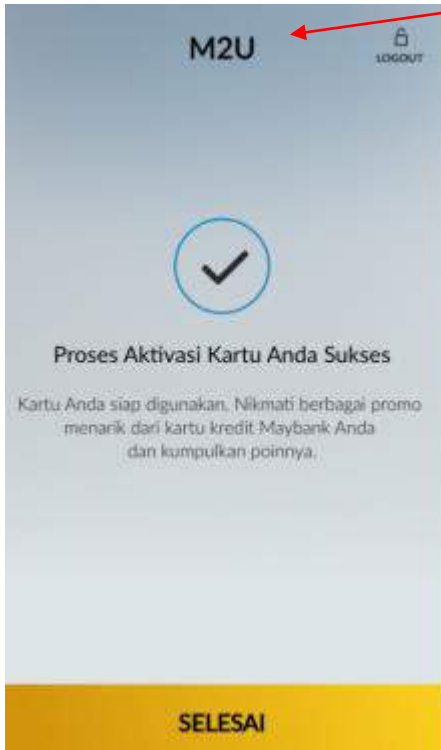 M2U
LOGOUT
Proses Aktivasi Kartu Anda Sukses
Kartu Anda siap digunakan. Nikmati berbagai promo
menarik dari kartu kredit Maybank Anda
dan kumpulkan poinnya.
SELESAI